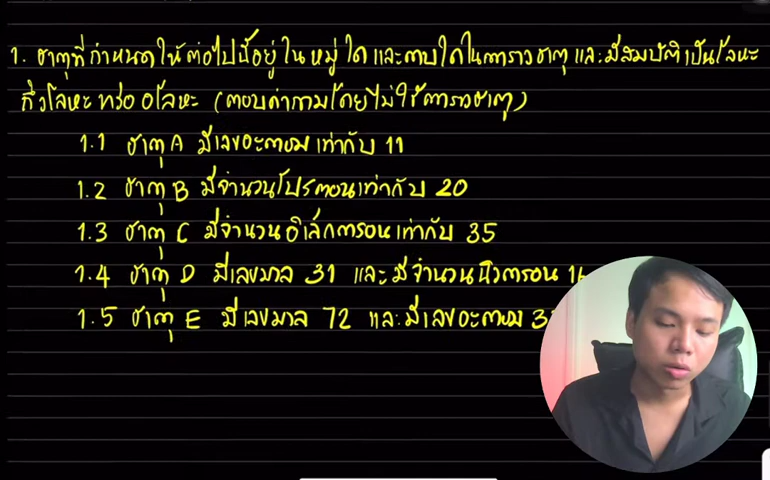 1. ธาตุที่กำหนดให้ต่อไปนี้อยู่ในหมู่ใดและคาบใดในตารางธาตุและมีสมบัติเป็นโลหะ
กึ่งโลหะ หรือ อโลหะ (ตอบคำถามโดยไม่ใช้ตารางธาตุ)
1.1 ธาตุ A มีเลขอะตอมเท่ากับ 11
1.2 ธาตุ B มีจำนวนโปรตอนเท่ากับ 20
1.3 ธาตุ C มีจำนวนอิเล็กตรอนเท่ากับ 35
1.4 ธาตุ D มีเลขมวล 31 และมีจำนวนนิวตรอน
1.5 ธาตุ E มีเลขมวล 72 และมีเลขอะตอม